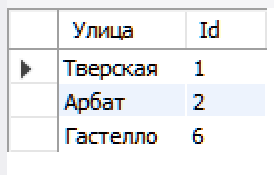 Улица Id
Тверская 1
Арбат 2
Гастелло 6